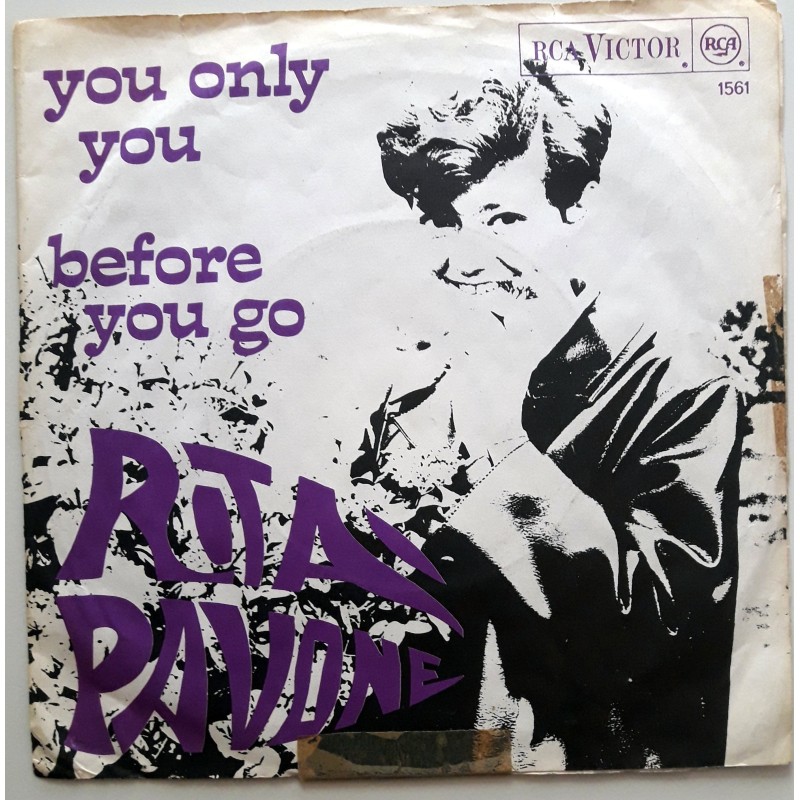 you only
you
before
you go
RCA VICTOR
RCA
1561
RITA
PAVONE